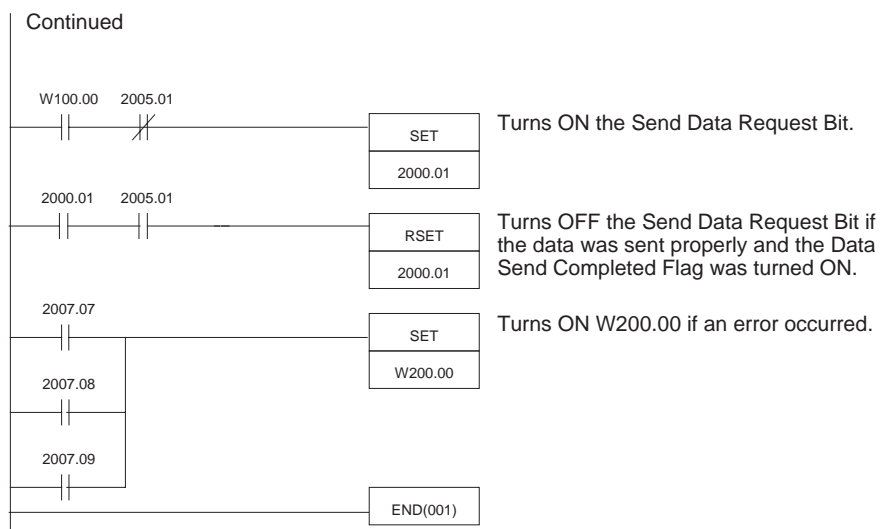 Continued
W100.00 2005.01
SET Turns ON the Send Data Request Bit.
2000.01
2000.01 2005.01
RSET
2000.01
Turns OFF the Send Data Request Bit if
the data was sent properly and the Data
Send Completed Flag was turned ON.
2007.07
SET Turns ON W200.00 if an error occurred.
W200.00
2007.08
2007.09
END(001)